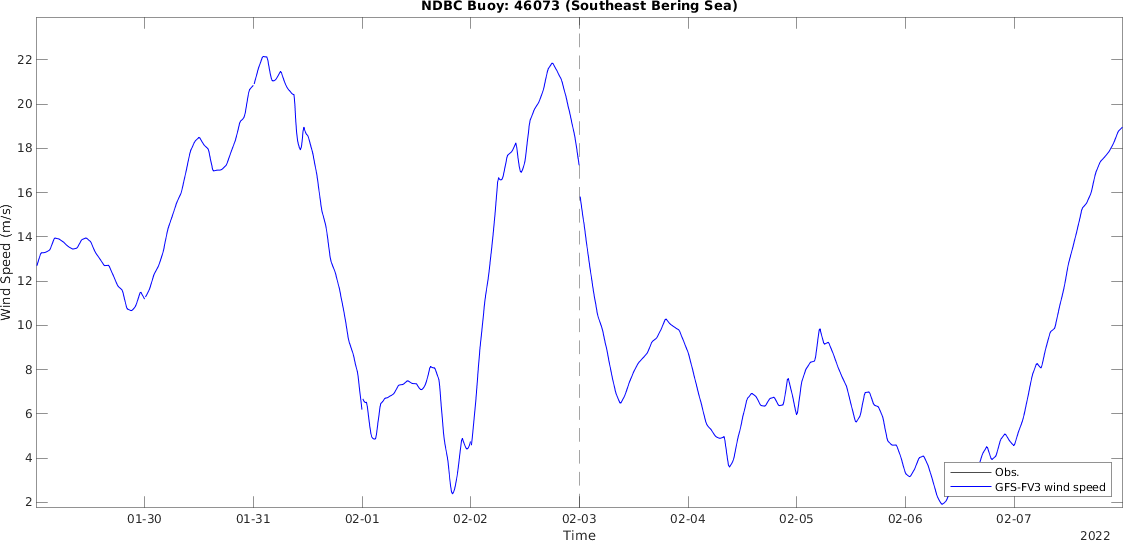 NDBC Buoy: 46073 (Southeast Bering Sea)
Wind Speed (m/s)
22
20
18
16
14
12
10
8
6
4
2
Obs.
GFS-FV3 wind speed
01-30 01-31 02-01 02-02 02-03 02-04 02-05 02-06 02-07
Time
2022